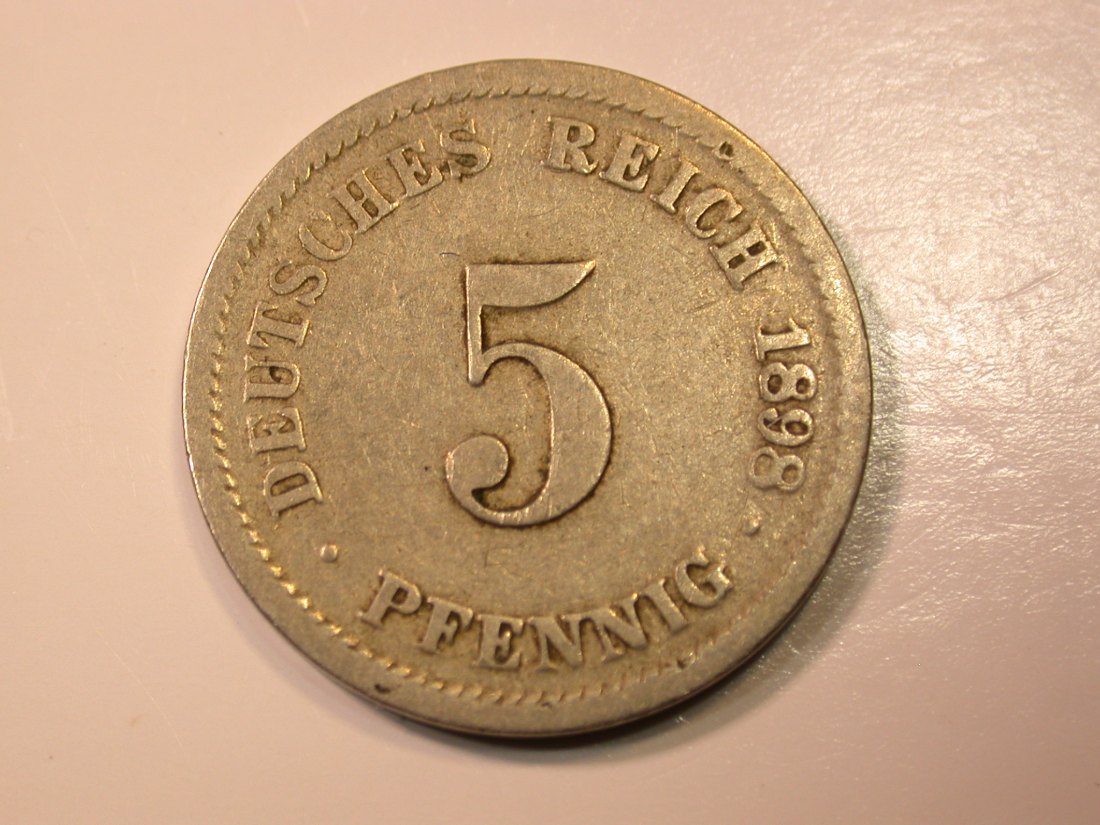 DEUTSCHES REICH 1898
5
· PFENNIG ·